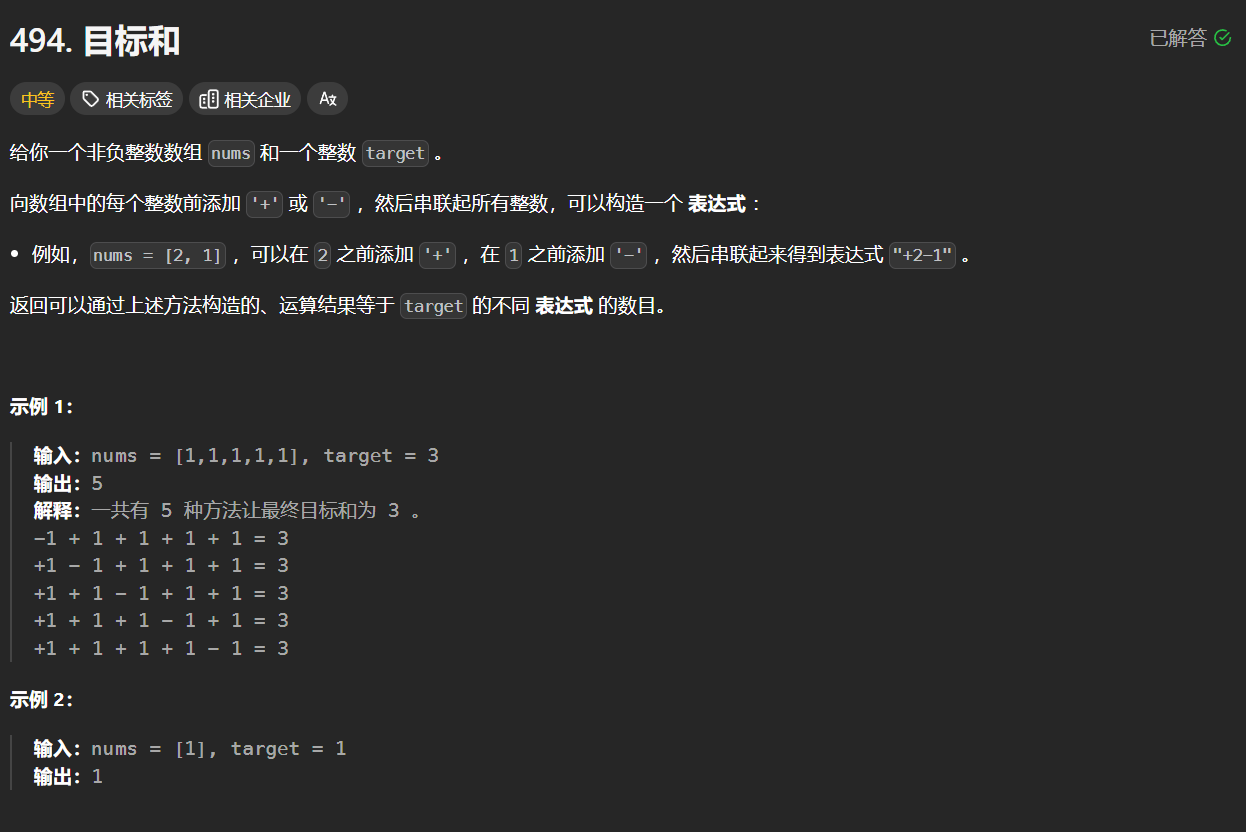 494. 目标和
已解答
中等
相关标签
相关企业
给你一个非负整数数组 nums 和一个整数 target 。
向数组中的每个整数前添加 '+' 或 '-' ，然后串联起所有整数，可以构造一个 表达式 ：
• 例如，nums = [2, 1] ，可以在 2 之前添加 '+' ，在 1 之前添加 '-' ，然后串联起来得到表达式 "+2-1" 。
返回可以通过上述方法构造的、运算结果等于 target 的不同 表达式 的数目。
示例 1：
输入：nums = [1,1,1,1,1], target = 3
输出：5
解释：一共有 5 种方法让最终目标和为 3 。
-1 + 1 + 1 + 1 + 1 = 3
+1 - 1 + 1 + 1 + 1 = 3
+1 + 1 - 1 + 1 + 1 = 3
+1 + 1 + 1 - 1 + 1 = 3
+1 + 1 + 1 + 1 - 1 = 3
示例 2：
输入：nums = [1], target = 1
输出：1